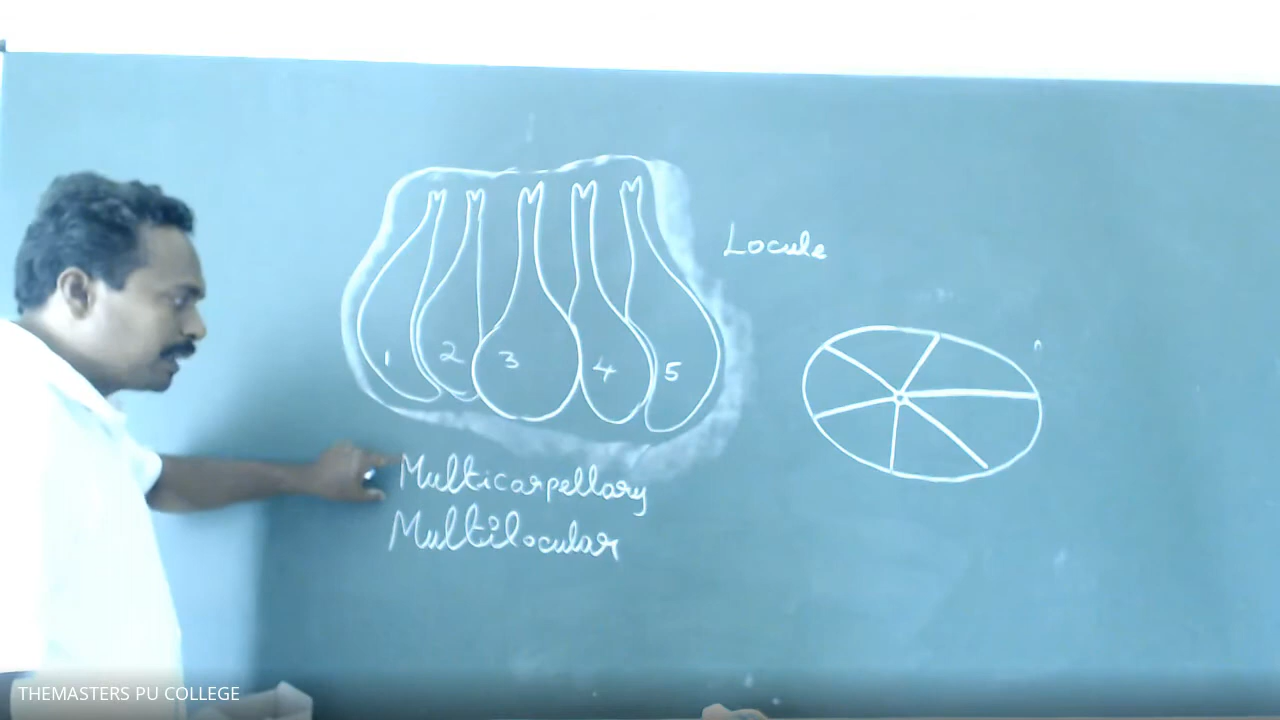 Locule
1 2 3 4 5
Multicarpellary
Multilocular
THEMASTERS PU COLLEGE